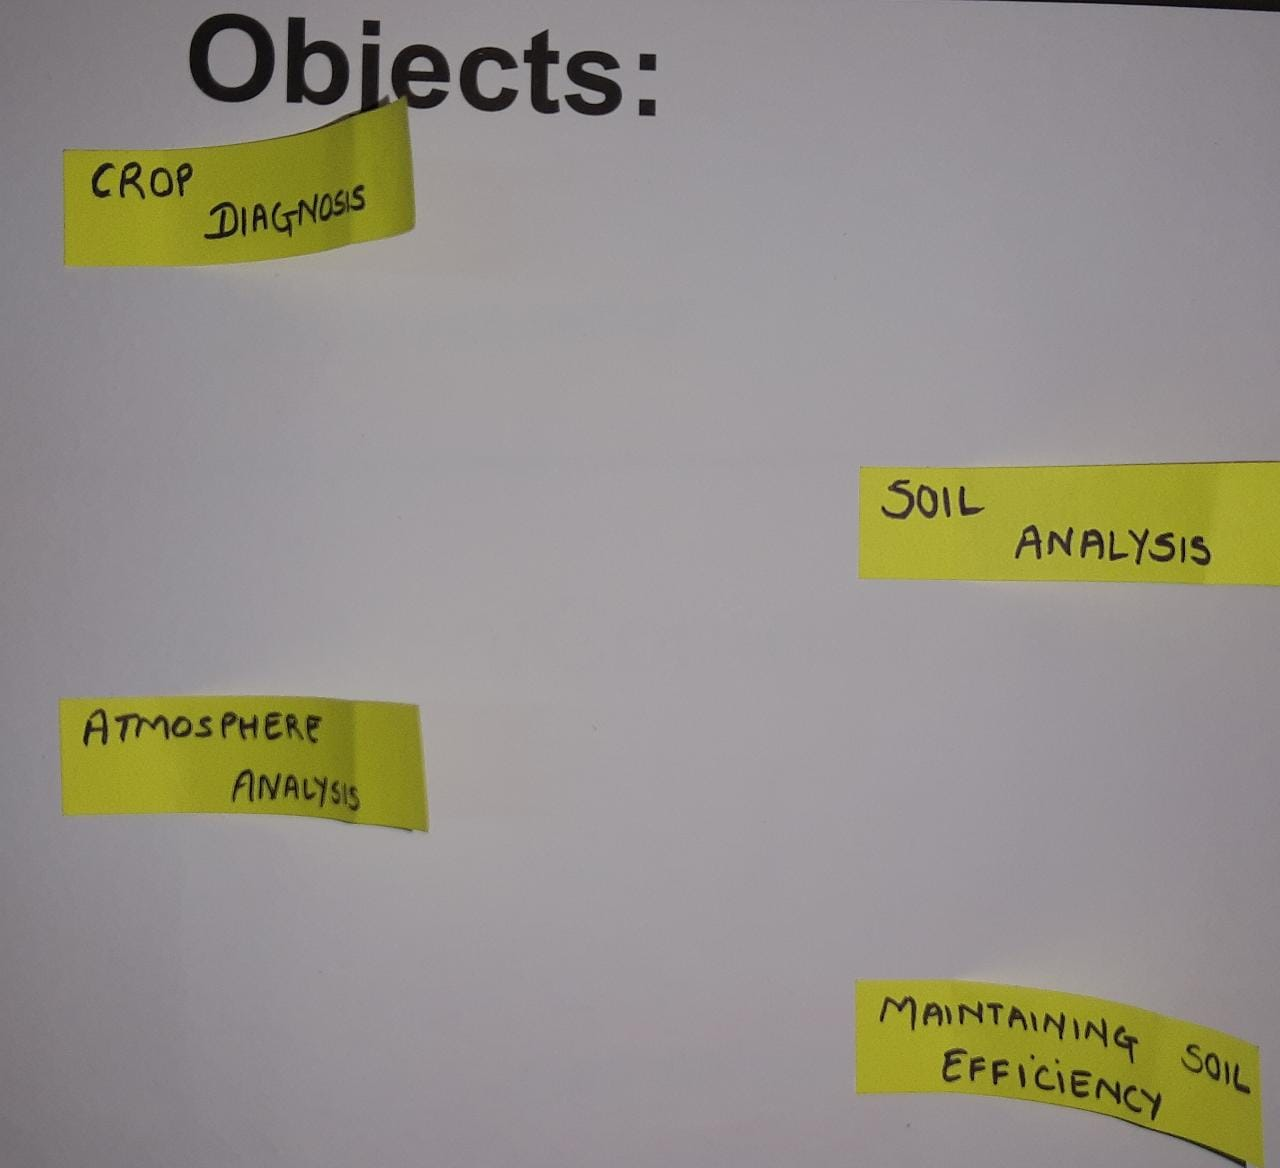 Objects:
CROP
DIAGNOSIS
SOIL
ANALYSIS
ATMOSPHERE
ANALYSIS
MAINTAINING SOIL
EFFICIENCY